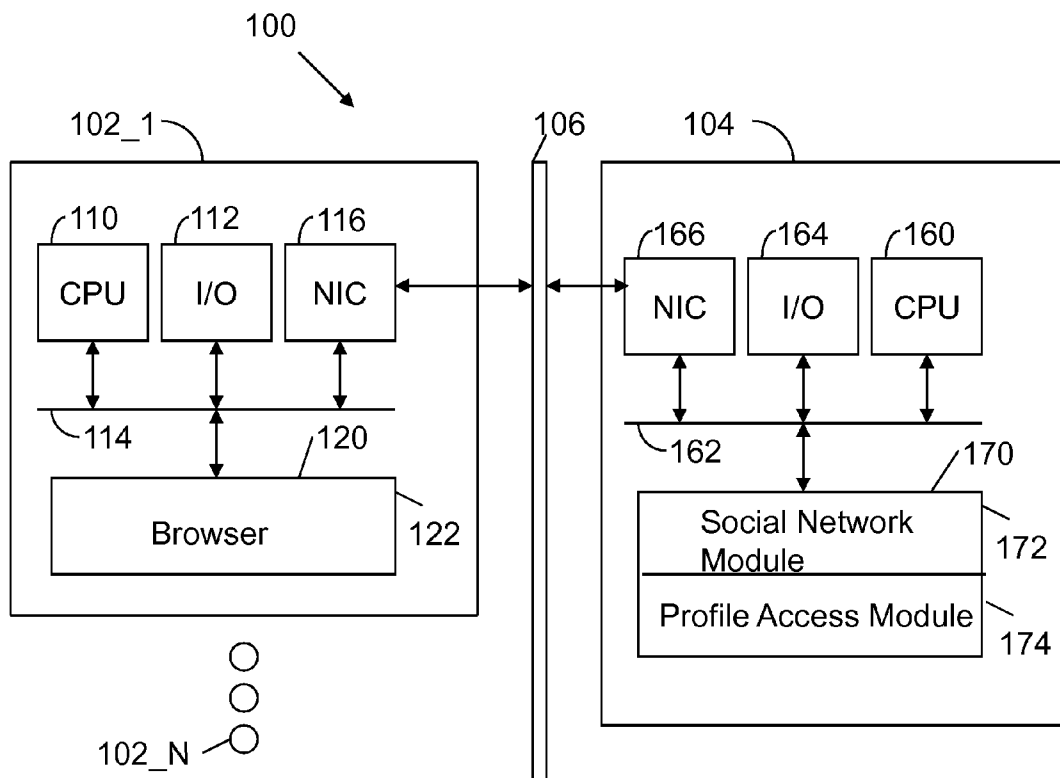 100
102_1
106
104
110
112
116
166
164
160
CPU
I/O
NIC
NIC
I/O
CPU
114
120
162
170
Browser
122
Social Network
Module
172
Profile Access Module
174
102_N